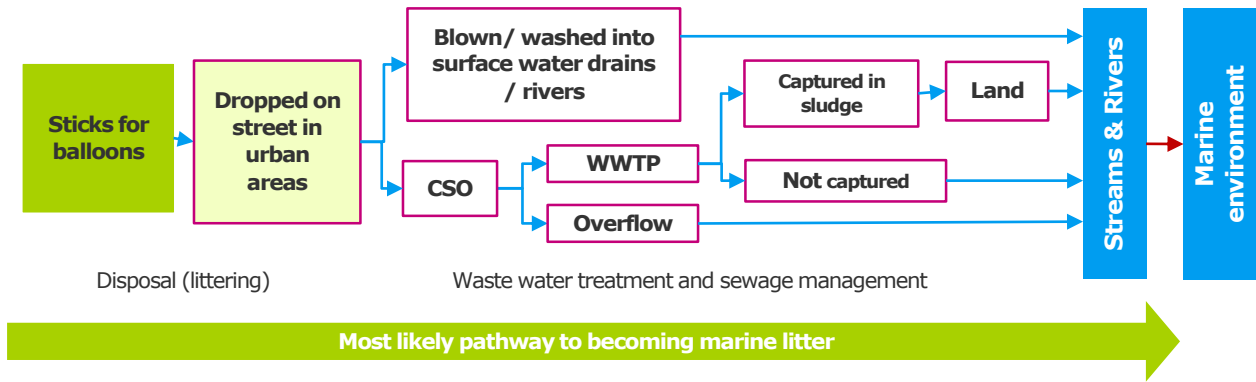 Sticks for
balloons
Dropped on
street in
urban
areas
Blown/ washed into
surface water drains
/ rivers
CSO
WWTP
Overflow
Captured in
sludge
Land
Not captured
Streams & Rivers
Marine
environment
Disposal (littering)
Waste water treatment and sewage management
Most likely pathway to becoming marine litter